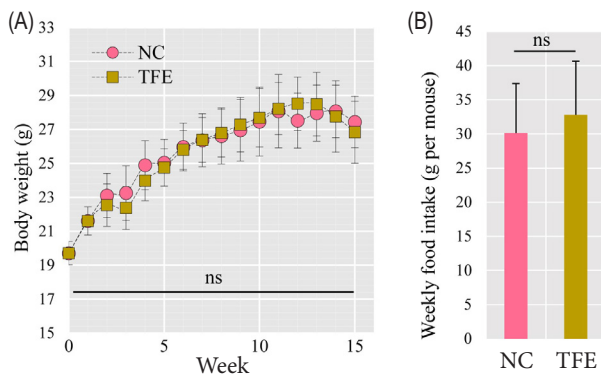 (A)
Body weight (g)
33
31
29
27
25
23
21
19
17
15
NC
TFE
ns
0
5
10
15
Week
(B)
Weekly food intake (g per mouse)
45
40
35
30
25
20
15
10
5
0
ns
NC
TFE